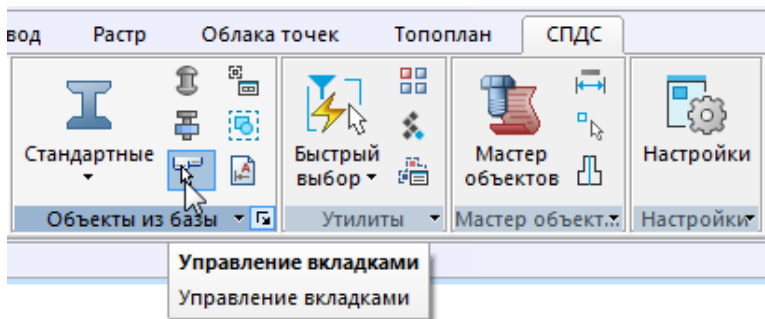 вод Растр Облака точек Топоплан СПДС
Стандартные
Быстрый
выбор
Мастер
объектов
Настройки
Объекты из базы Утилиты Мастер объект... Настройки
Управление вкладками
Управление вкладками